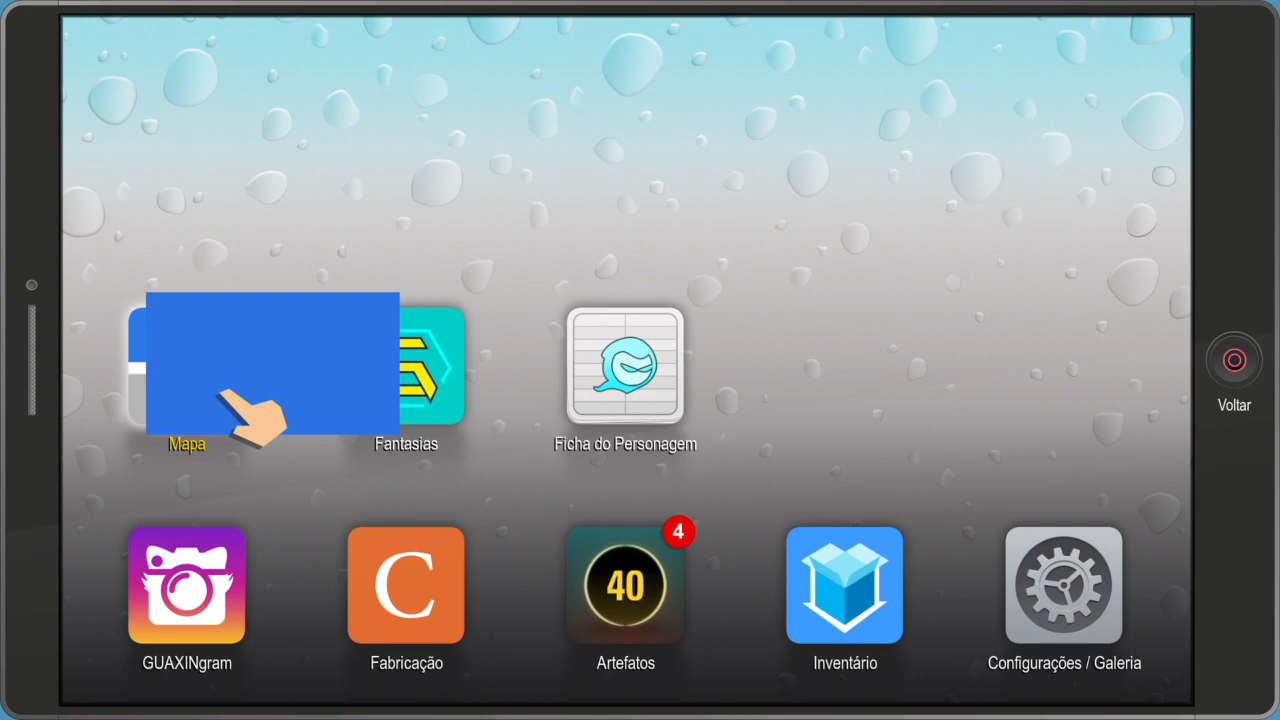 Voltar
Mapa
Fantasias
Ficha do Personagem
4
40
C
GUAXINgram
Fabricação
Artefatos
Inventário
Configurações / Galeria